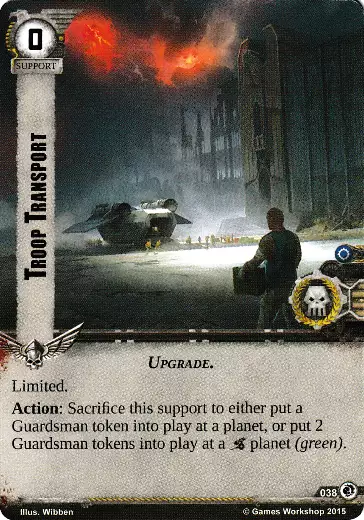 0
SUPPORT
TROOP TRANSPORT
UPGRADE.
Limited.
Action: Sacrifice this support to either put a
Guardsman token into play at a planet, or put 2
Guardsman tokens into play at a planet (green).
038
Illus. Wibben
© Games Workshop 2015